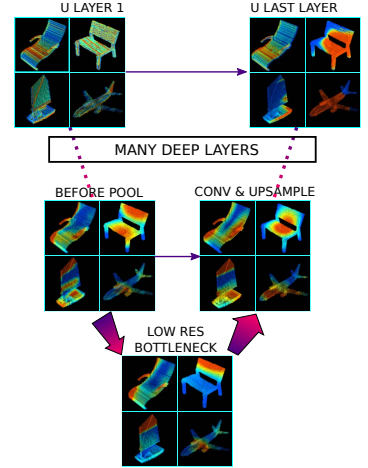 U LAYER 1
U LAST LAYER
MANY DEEP LAYERS
BEFORE POOL
CONV & UPSAMPLE
LOW RES
BOTTLENECK